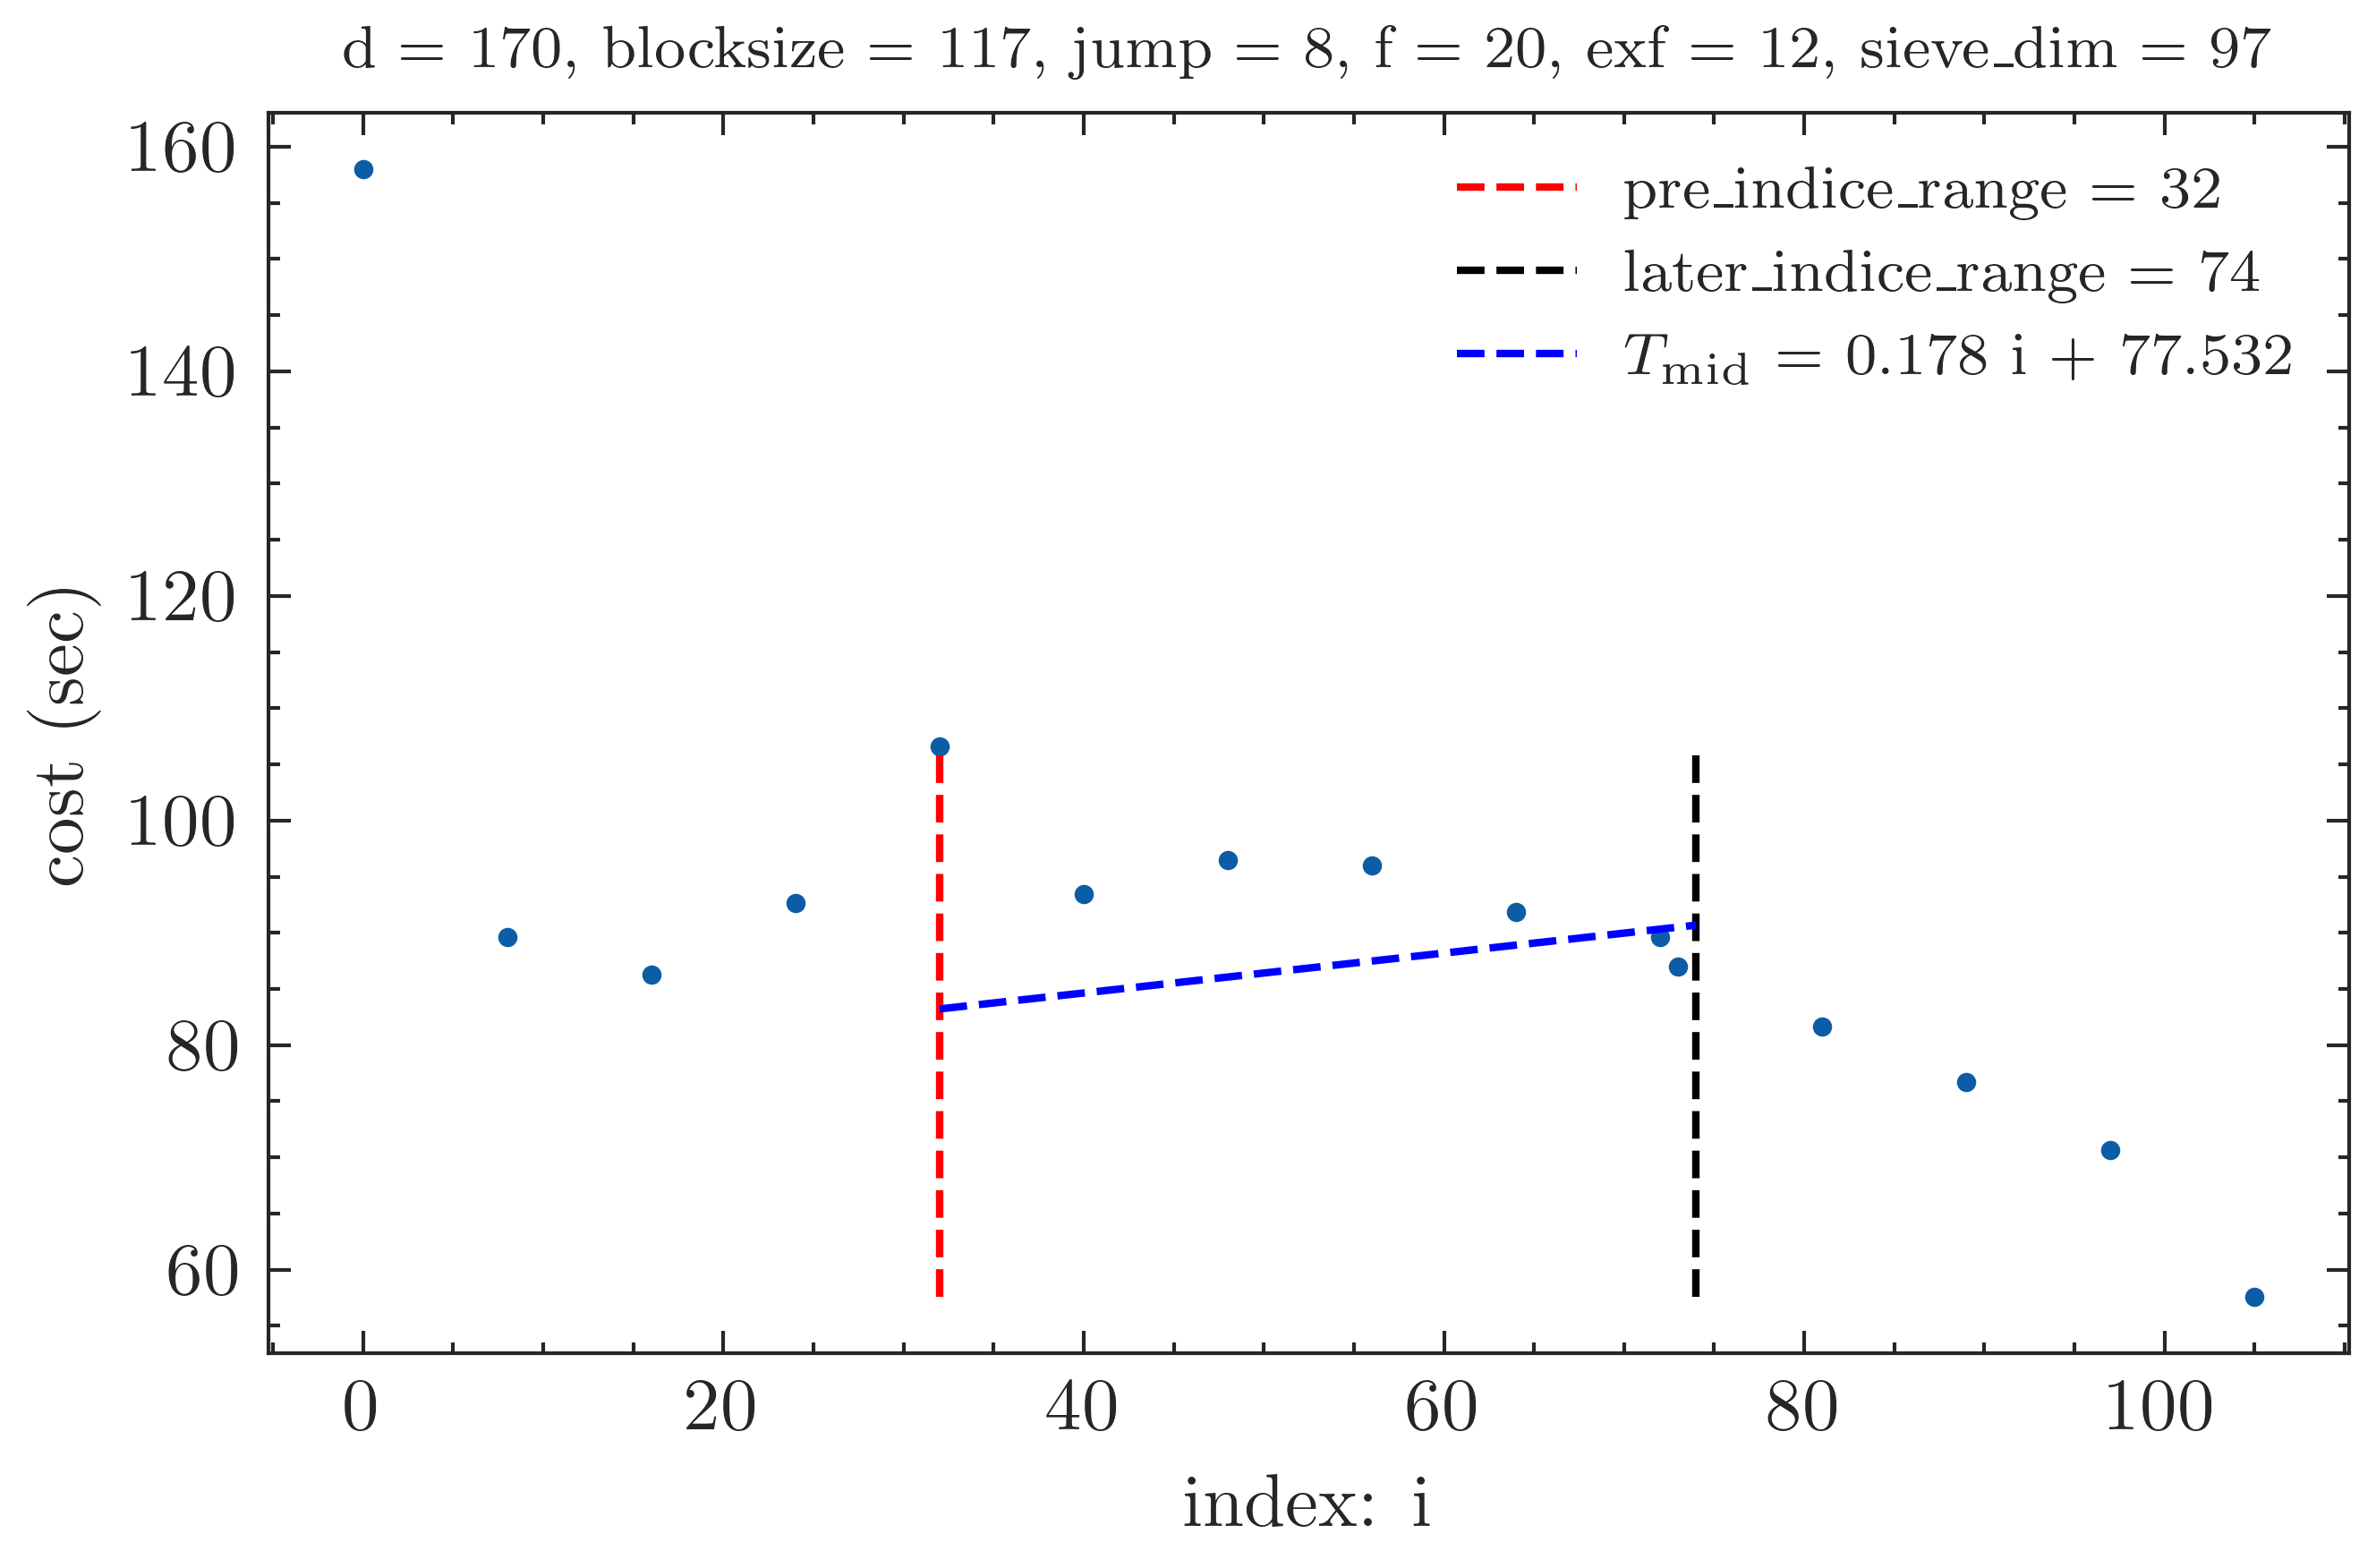 d = 170, blocksize = 117, jump = 8, f = 20, exf = 12, sieve_dim = 97
160
140
120
100
80
60
cost (sec)
pre_indice_range = 32
later_indice_range = 74
T_mid = 0.178 i + 77.532
0 20 40 60 80 100
index: i